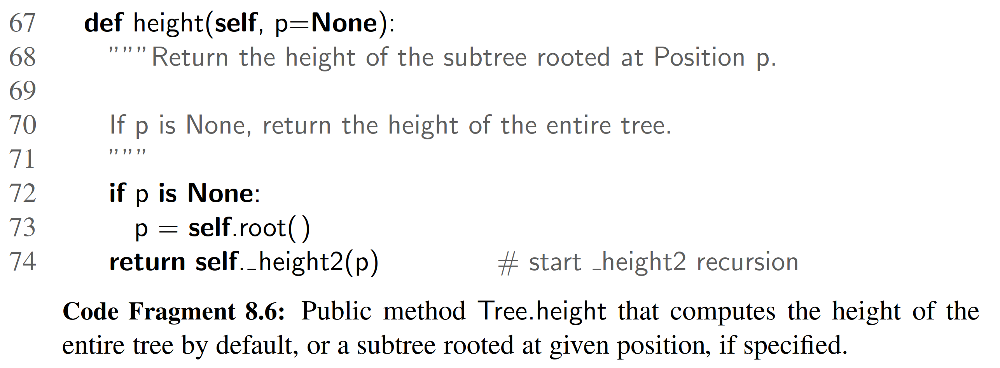 67 def height(self, p=None):
68 """Return the height of the subtree rooted at Position p.
69
70 If p is None, return the height of the entire tree.
71 """
72 if p is None:
73 p = self.root()
74 return self._height2(p) # start _height2 recursion
Code Fragment 8.6: Public method Tree.height that computes the height of the
entire tree by default, or a subtree rooted at given position, if specified.